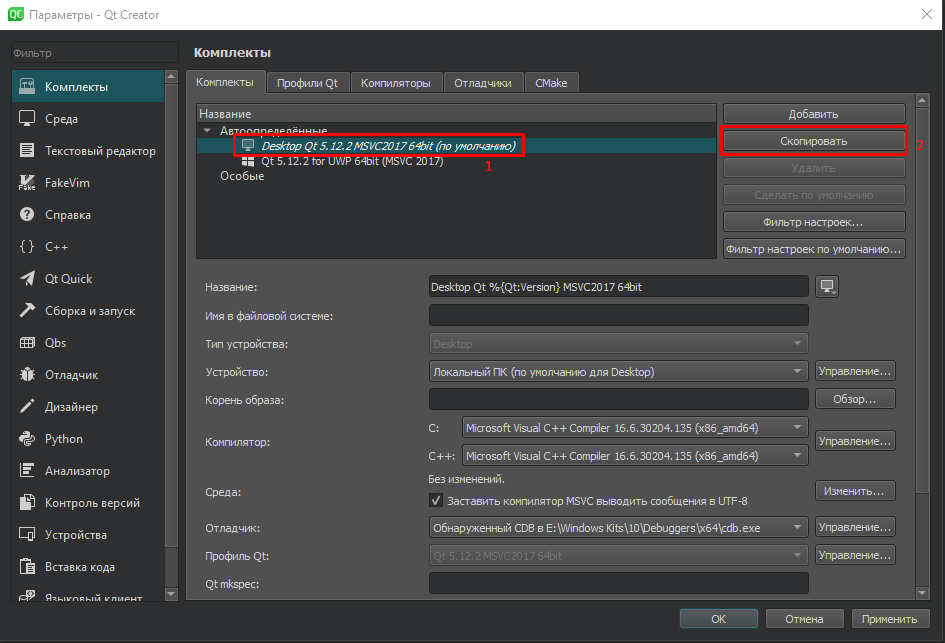 Параметры - Qt Creator
Фильтр
Комплекты
Среда
Текстовый редактор
FakeVim
Справка
C++
Qt Quick
Сборка и запуск
Qbs
Отладчик
Дизайнер
Python
Анализатор
Контроль версий
Устройства
Вставка кода
Языковый клиент
Комплекты
Комплекты Профили Qt Компиляторы Отладчики CMake
Название
Автоопределённые
Desktop Qt 5.12.2 MSVC2017 64bit (по умолчанию)
Qt 5.12.2 for UWP 64bit (MSVC 2017)
1
Особые
Добавить
Скопировать
2
Удалить
Сделать по умолчанию
Фильтр настроек...
Фильтр настроек по умолчанию...
Название: Desktop Qt %{Qt:Version} MSVC2017 64bit
Имя в файловой системе:
Тип устройства: Desktop
Устройство: Локальный ПК (по умолчанию для Desktop) Управление...
Корень образа: Обзор...
Компилятор:
C: Microsoft Visual C++ Compiler 16.6.30204.135 (x86_amd64)
C++: Microsoft Visual C++ Compiler 16.6.30204.135 (x86_amd64)
Управление...
Среда:
Без изменений.
Заставить компилятор MSVC выводить сообщения в UTF-8
Изменить...
Отладчик: Обнаруженный CDB в E:\Windows Kits\10\Debuggers\x64\cdb.exe Управление...
Профиль Qt: Qt 5.12.2 MSVC2017 64bit Управление...
Qt mkspec:
OK Отмена Применить